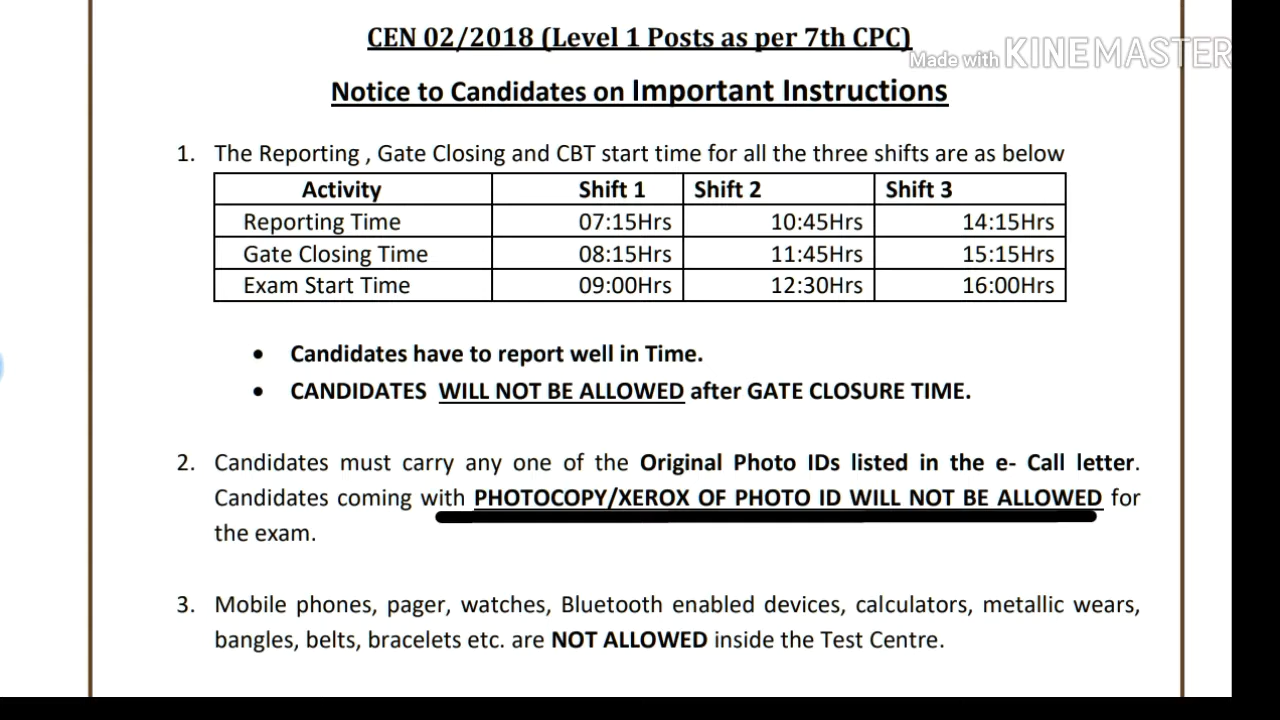 CEN 02/2018 (Level 1 Posts as per 7th CPC)
Made with KINEMASTER
Notice to Candidates on Important Instructions
1. The Reporting , Gate Closing and CBT start time for all the three shifts are as below
Activity Shift 1 Shift 2 Shift 3
Reporting Time 07:15Hrs 10:45Hrs 14:15Hrs
Gate Closing Time 08:15Hrs 11:45Hrs 15:15Hrs
Exam Start Time 09:00Hrs 12:30Hrs 16:00Hrs
• Candidates have to report well in Time.
• CANDIDATES WILL NOT BE ALLOWED after GATE CLOSURE TIME.
2. Candidates must carry any one of the Original Photo IDs listed in the e- Call letter.
Candidates coming with PHOTOCOPY/XEROX OF PHOTO ID WILL NOT BE ALLOWED for
the exam.
3. Mobile phones, pager, watches, Bluetooth enabled devices, calculators, metallic wears,
bangles, belts, bracelets etc. are NOT ALLOWED inside the Test Centre.